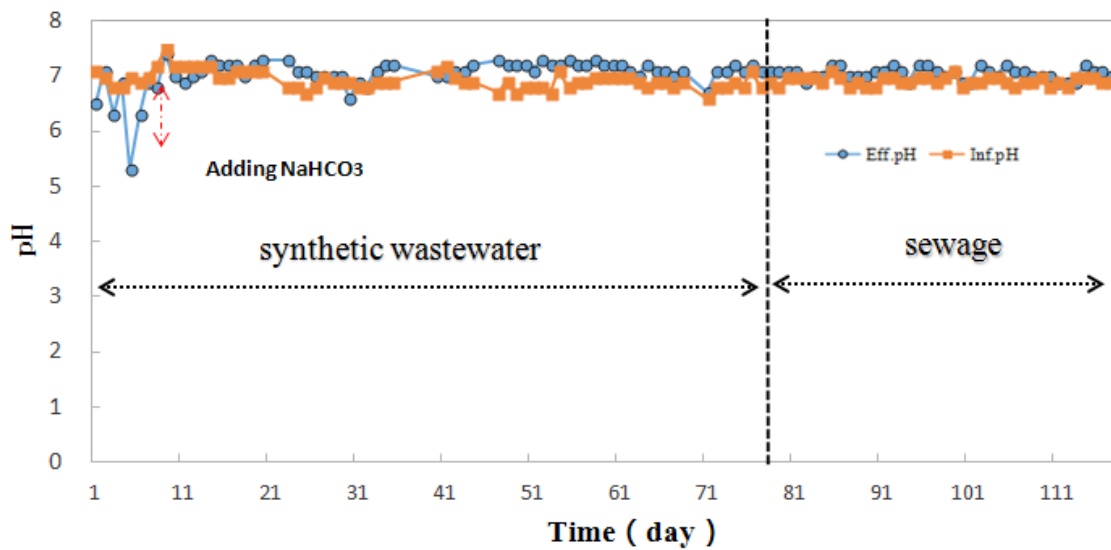 8
7
6
5
4
3
2
1
0
pH
Adding NaHCO3
Eff.pH Inf.pH
synthetic wastewater
sewage
1 11 21 31 41 51 61 71 81 91 101 111
Time ( day )